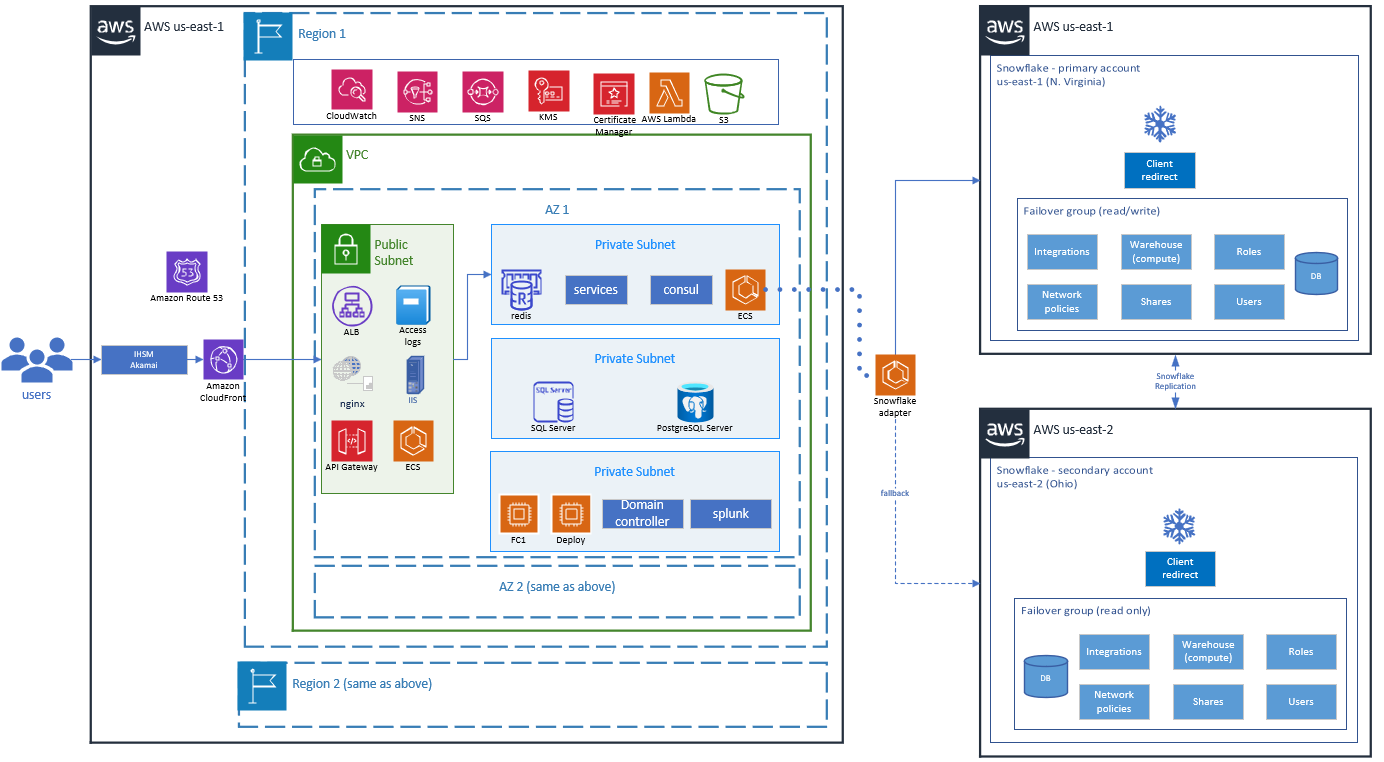 aws
AWS us-east-1
Region 1
CloudWatch
SNS
SQS
KMS
Certificate
Manager
AWS Lambda
S3
VPC
AZ 1
Public
Subnet
ALB
Access
logs
nginx
IIS
API Gateway
ECS
Private Subnet
R
redis
services
consul
ECS
Private Subnet
SQL Server
SQL Server
PostgreSQL Server
Private Subnet
FC1
Deploy
Domain
controller
splunk
AZ 2 (same as above)
Region 2 (same as above)
53
Amazon Route 53
users
IHSM
Akamai
Amazon
CloudFront
Snowflake
adapter
fallback
aws
AWS us-east-1
Snowflake - primary account
us-east-1 (N. Virginia)
Client
redirect
Failover group (read/write)
Integrations
Warehouse
(compute)
Roles
DB
Network
policies
Shares
Users
Snowflake
Replication
aws
AWS us-east-2
Snowflake - secondary account
us-east-2 (Ohio)
Client
redirect
Failover group (read only)
Integrations
Warehouse
(compute)
Roles
DB
Network
policies
Shares
Users